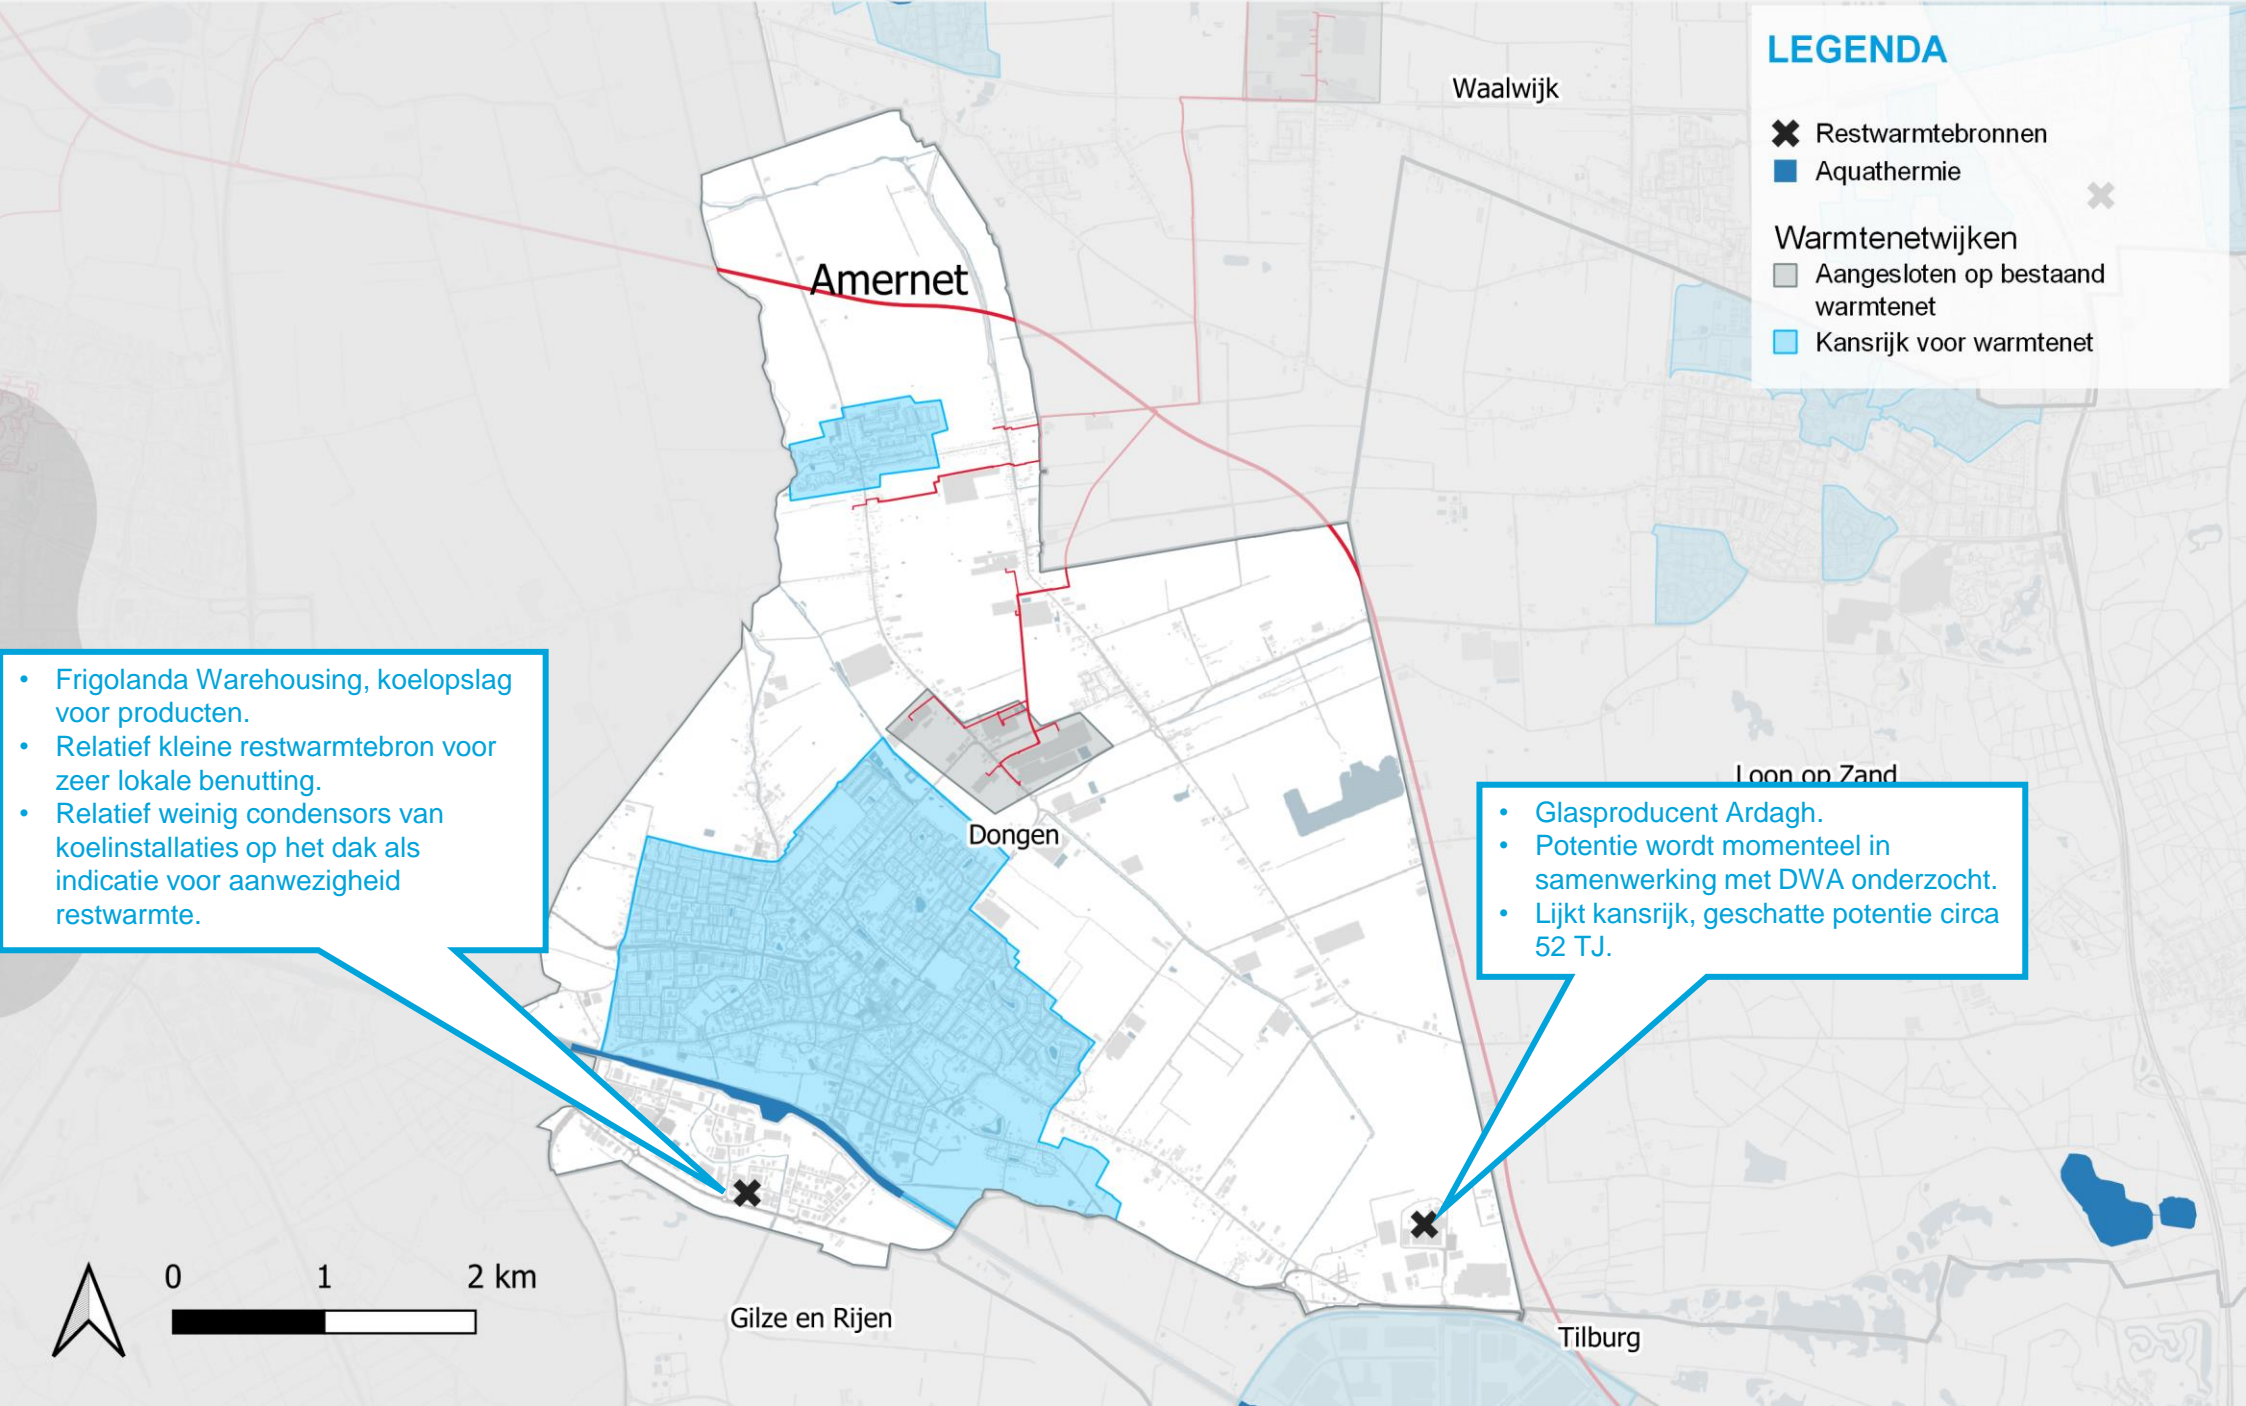 LEGENDA
Restwarmtebronnen
Aquathermie
Warmtenetwijken
Aangesloten op bestaand
warmtenet
Kansrijk voor warmtenet
Waalwijk
Amernet
• Frigolanda Warehousing, koelopslag
voor producten.
• Relatief kleine restwarmtebron voor
zeer lokale benutting.
• Relatief weinig condensors van
koelinstallaties op het dak als
indicatie voor aanwezigheid
restwarmte.
Dongen
Loon op Zand
• Glasproducent Ardagh.
• Potentie wordt momenteel in
samenwerking met DWA onderzocht.
• Lijkt kansrijk, geschatte potentie circa
52 TJ.
0 1 2 km
Gilze en Rijen
Tilburg